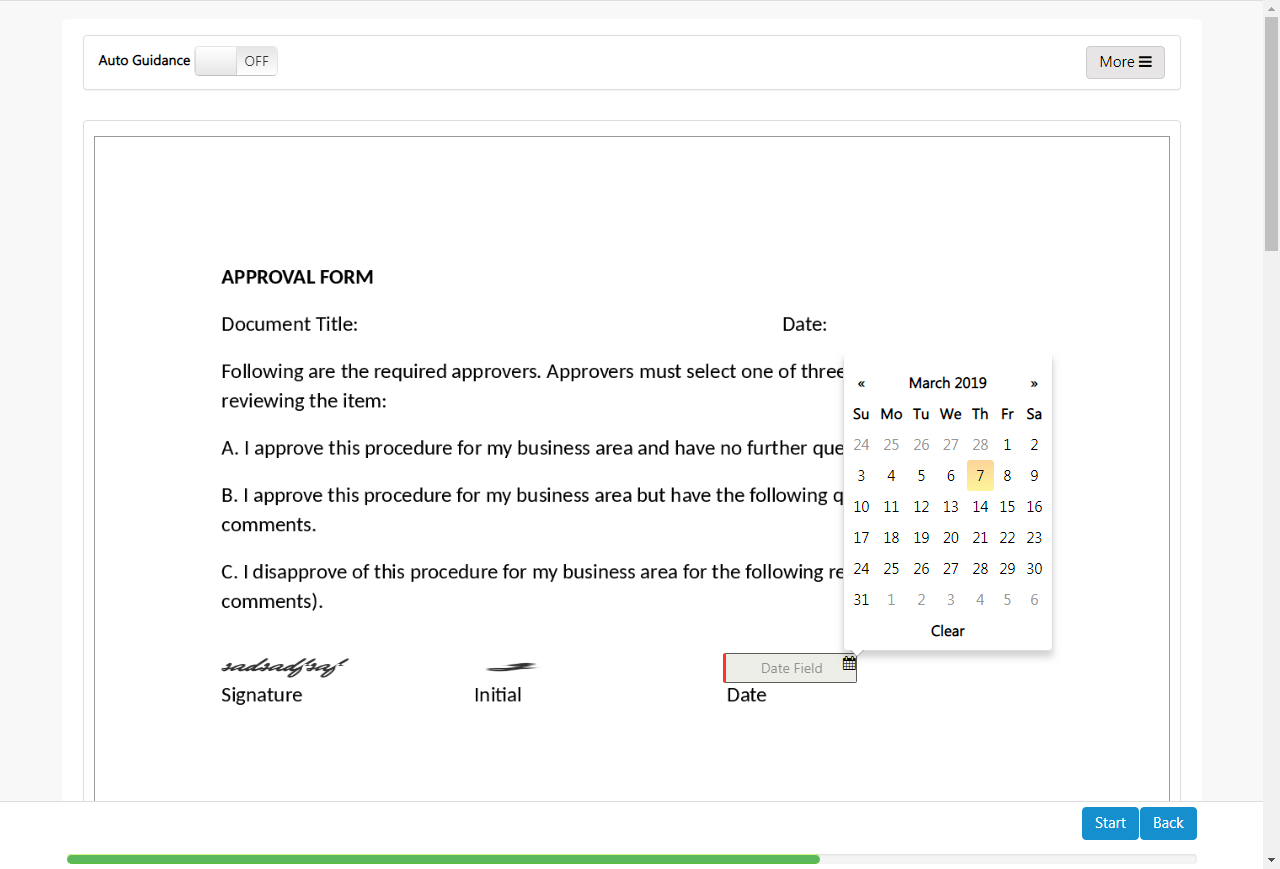 Auto Guidance OFF More
APPROVAL FORM
Document Title: Date:
Following are the required approvers. Approvers must select one of three
reviewing the item:
A. I approve this procedure for my business area and have no further que
B. I approve this procedure for my business area but have the following q
comments.
C. I disapprove of this procedure for my business area for the following re
comments).
« March 2019 »
Su Mo Tu We Th Fr Sa
24 25 26 27 28 1 2
3 4 5 6 7 8 9
10 11 12 13 14 15 16
17 18 19 20 21 22 23
24 25 26 27 28 29 30
31 1 2 3 4 5 6
Clear
Date Field
Signature Initial Date
Start Back